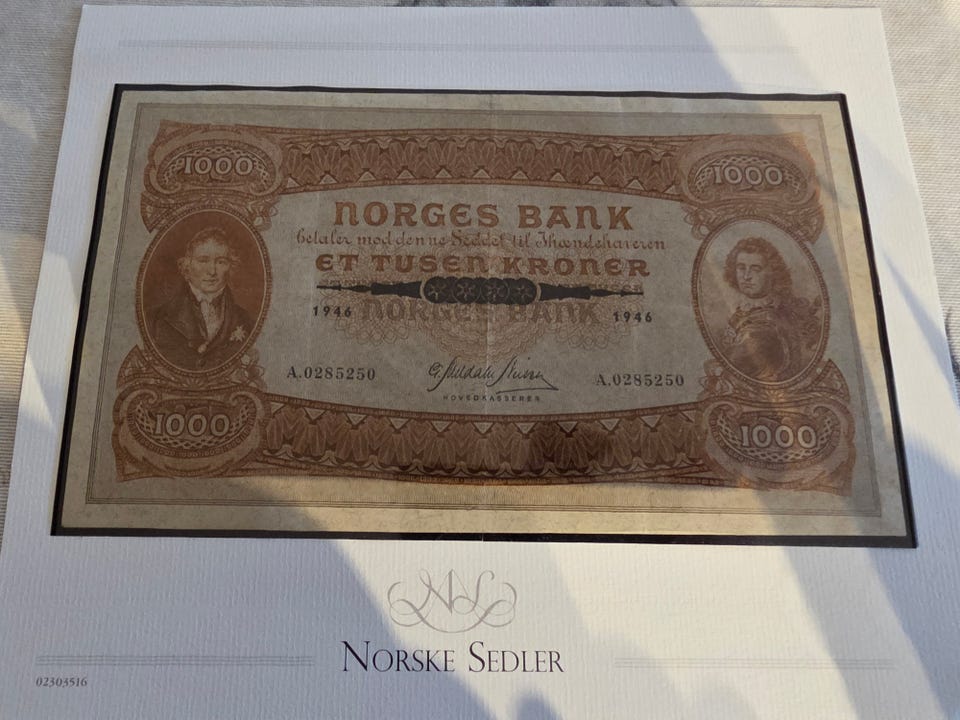 1000 1000
NORGES BANK
betaler mod denne Seddel til Ihændehaveren
ET TUSEN KRONER
1946 NORGES BANK 1946
A.0285250 A.0285250
HOVEDKASSERER
1000 1000
NL
NORSKE SEDLER
02303516